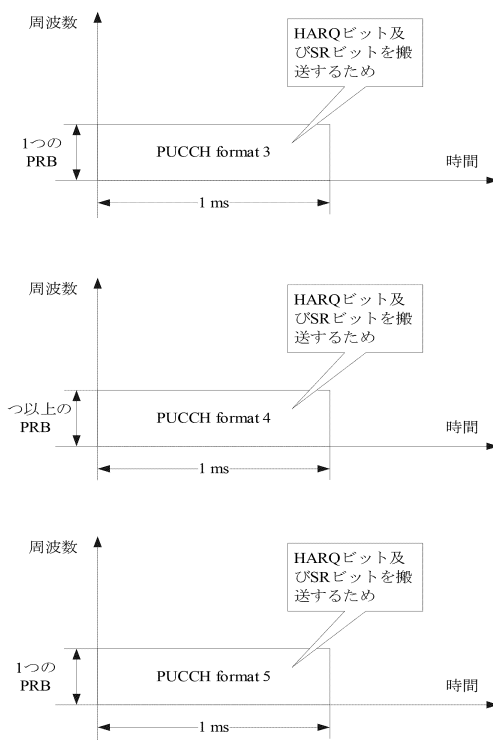 周波数
HARQビット及
びSRビットを搬
送するため
1つの
PRB
PUCCH format 3
時間
1 ms
周波数
HARQビット及
びSRビットを搬
送するため
つ以上の
PRB
PUCCH format 4
時間
1 ms
周波数
HARQビット及
びSRビットを搬
送するため
1つの
PRB
PUCCH format 5
時間
1 ms